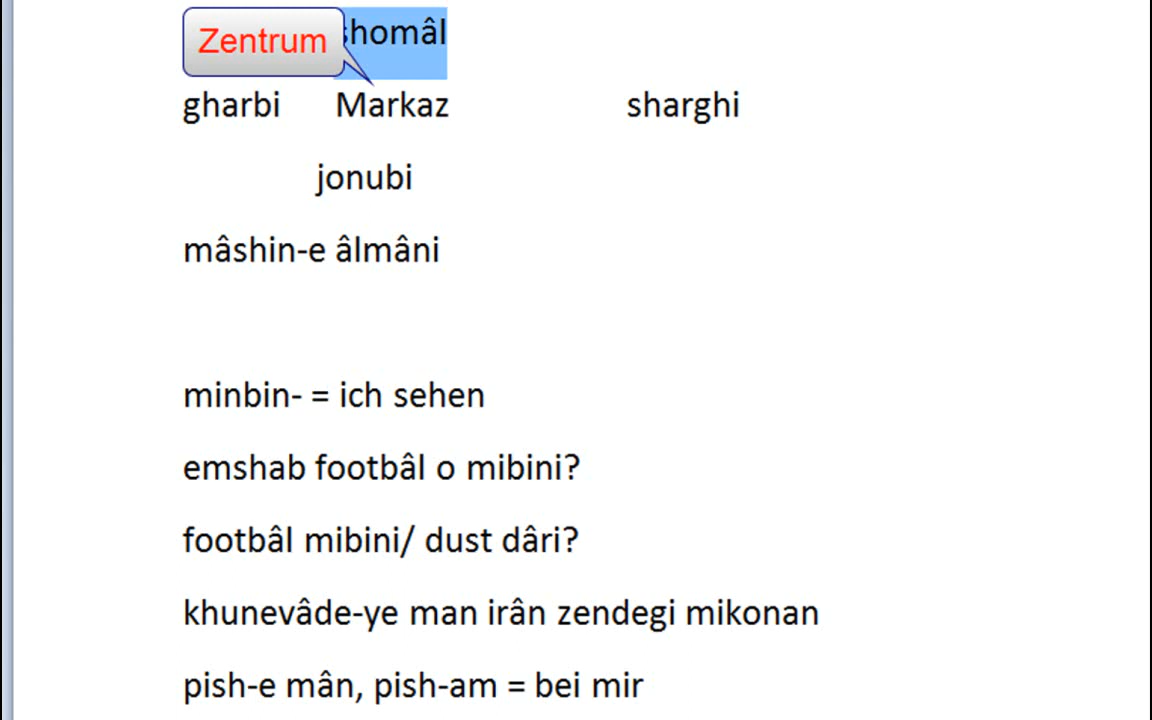 Zentrum shomâl
gharbi Markaz sharghi
jonubi
mâshin-e âlmâni
minbin- = ich sehen
emshab footbâl o mibini?
footbâl mibini/ dust dâri?
khunevâde-ye man irân zendegi mikonan
pish-e mân, pish-am = bei mir